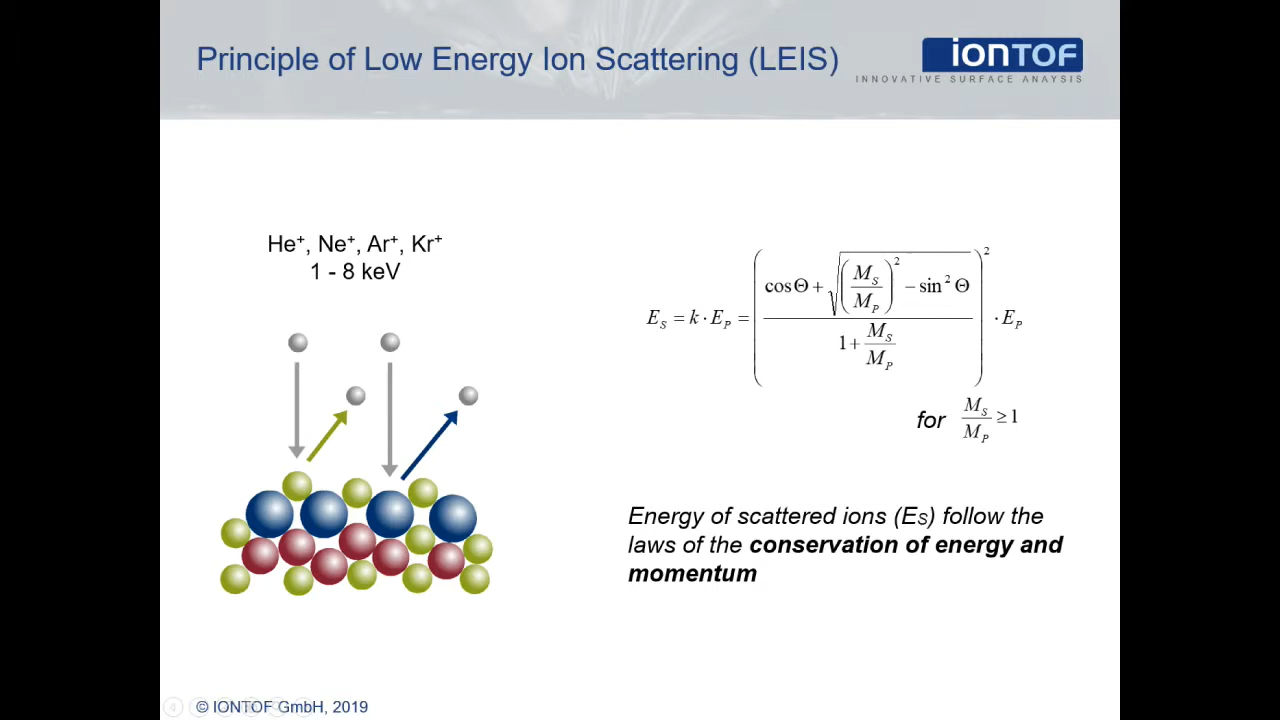 Principle of Low Energy Ion Scattering (LEIS)
ionTOF
INNOVATIVE SURFACE ANAYSIS
He⁺, Ne⁺, Ar⁺, Kr⁺
1 - 8 keV
E_S = k · E_P = ( (cos Θ + √((M_S / M_P)² − sin² Θ)) / (1 + M_S / M_P) )² · E_P
for M_S / M_P ≥ 1
Energy of scattered ions (Es) follow the
laws of the conservation of energy and
momentum
© IONTOF GmbH, 2019